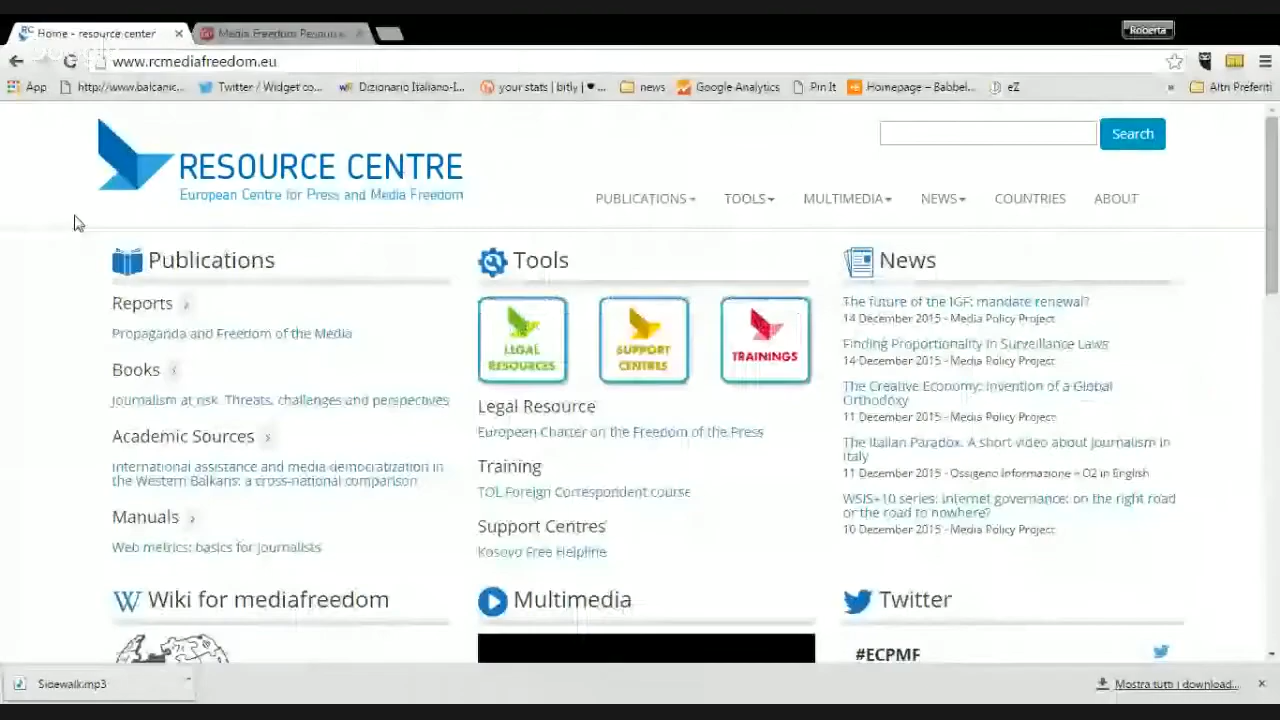 Home - resource center
Media Freedom Resource
Roberta
www.rcmediafreedom.eu
App
http://www.balcanic...
Twitter / Widget co...
Dizionario Italiano-I...
your stats | bitly | ♥ ...
news
Google Analytics
Pin It
Homepage – Babbel...
eZ
Altri Preferiti
RESOURCE CENTRE
European Centre for Press and Media Freedom
Search
PUBLICATIONS
TOOLS
MULTIMEDIA
NEWS
COUNTRIES
ABOUT
Publications
Reports ›
Propaganda and Freedom of the Media
Books ‹
Journalism at risk. Threats, challenges and perspectives
Academic Sources ›
International assistance and media democratization in
the Western Balkans: a cross-national comparison
Manuals ›
Web metrics: basics for journalists
Tools
LEGAL
RESOURCES
SUPPORT
CENTRES
TRAININGS
Legal Resource
European Charter on the Freedom of the Press
Training
TOL Foreign Correspondent course
Support Centres
Kosovo Free Helpline
News
The future of the IGF: mandate renewal?
14 December 2015 - Media Policy Project
Finding Proportionality in Surveillance Laws
14 December 2015 - Media Policy Project
The Creative Economy: Invention of a Global
Orthodoxy
11 December 2015 - Media Policy Project
The Italian Paradox. A short video about journalism in
Italy
11 December 2015 - Ossigeno Informazione – O2 in English
WSIS+10 series: Internet governance: on the right road
or the road to nowhere?
10 December 2015 - Media Policy Project
Wiki for mediafreedom
Multimedia
Twitter
#ECPMF
Sidewalk.mp3
Mostra tutti i download...